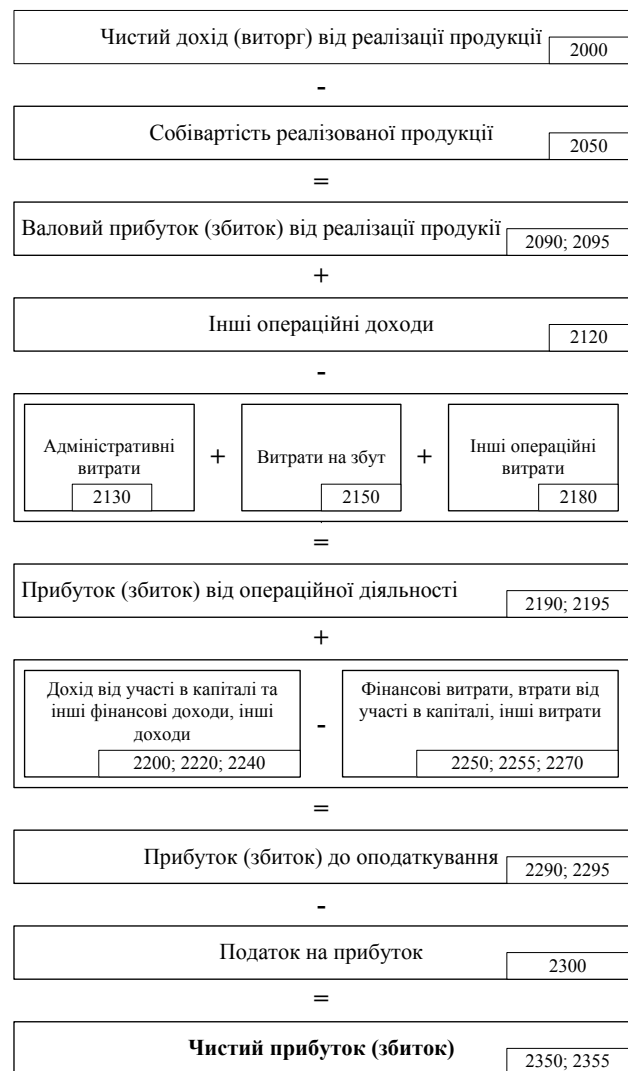 Чистий дохід (виторг) від реалізації продукції
2000
-
Собівартість реалізованої продукції
2050
=
Валовий прибуток (збиток) від реалізації продукії
2090; 2095
+
Інші операційні доходи
2120
-
Адміністративні
витрати
2130
+
Витрати на збут
2150
+
Інші операційні
витрати
2180
=
Прибуток (збиток) від операційної діяльності
2190; 2195
+
Дохід від участі в капіталі та
інші фінансові доходи, інші
доходи
2200; 2220; 2240
-
Фінансові витрати, втрати від
участі в капіталі, інші витрати
2250; 2255; 2270
=
Прибуток (збиток) до оподаткування
2290; 2295
-
Податок на прибуток
2300
=
Чистий прибуток (збиток)
2350; 2355